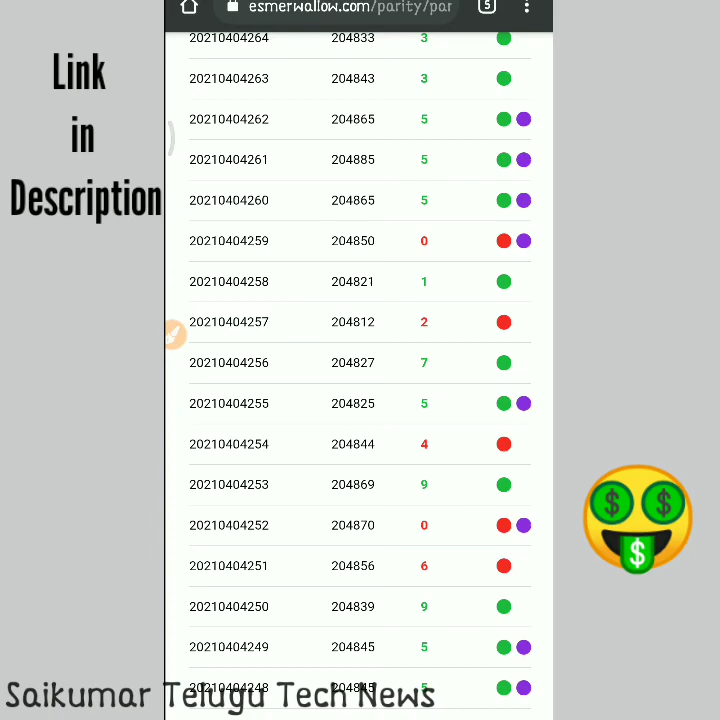 esmerwallow.com/parity/par 5
Link
in
Description
20210404264 204833 3
20210404263 204843 3
20210404262 204865 5
20210404261 204885 5
20210404260 204865 5
20210404259 204850 0
20210404258 204821 1
20210404257 204812 2
20210404256 204827 7
20210404255 204825 5
20210404254 204844 4
20210404253 204869 9
20210404252 204870 0
20210404251 204856 6
20210404250 204839 9
20210404249 204845 5
20210404248 204845 5
Saikumar Telugu Tech News
$ $
$